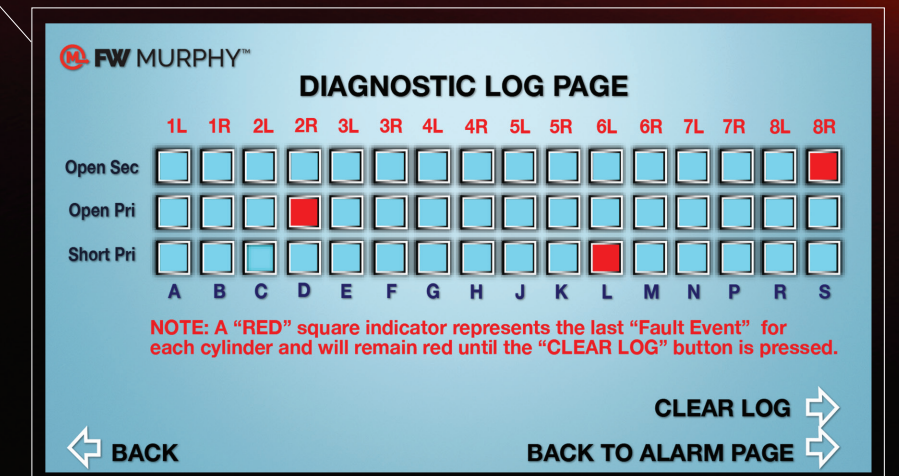 FW MURPHY™
DIAGNOSTIC LOG PAGE
1L 1R 2L 2R 3L 3R 4L 4R 5L 5R 6L 6R 7L 7R 8L 8R
Open Sec
Open Pri
Short Pri
A B C D E F G H J K L M N P R S
NOTE: A “RED” square indicator represents the last “Fault Event” for
each cylinder and will remain red until the “CLEAR LOG” button is pressed.
CLEAR LOG
BACK
BACK TO ALARM PAGE